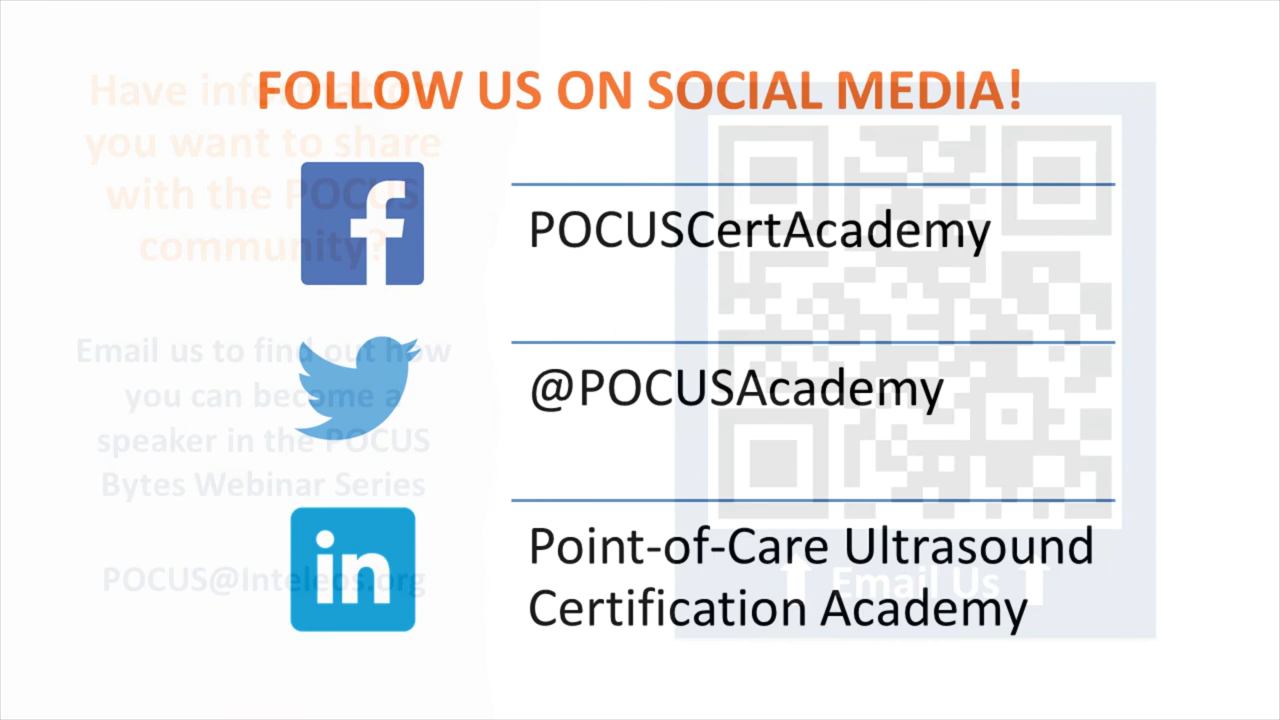 FOLLOW US ON SOCIAL MEDIA!
POCUSCertAcademy
@POCUSAcademy
Point-of-Care Ultrasound
Certification Academy
Have information
you want to share
with the POCUS
community?
Email us to find out how
you can become a
speaker in the POCUS
Bytes Webinar Series
POCUS@Inteleos.org
Email Us
f
in